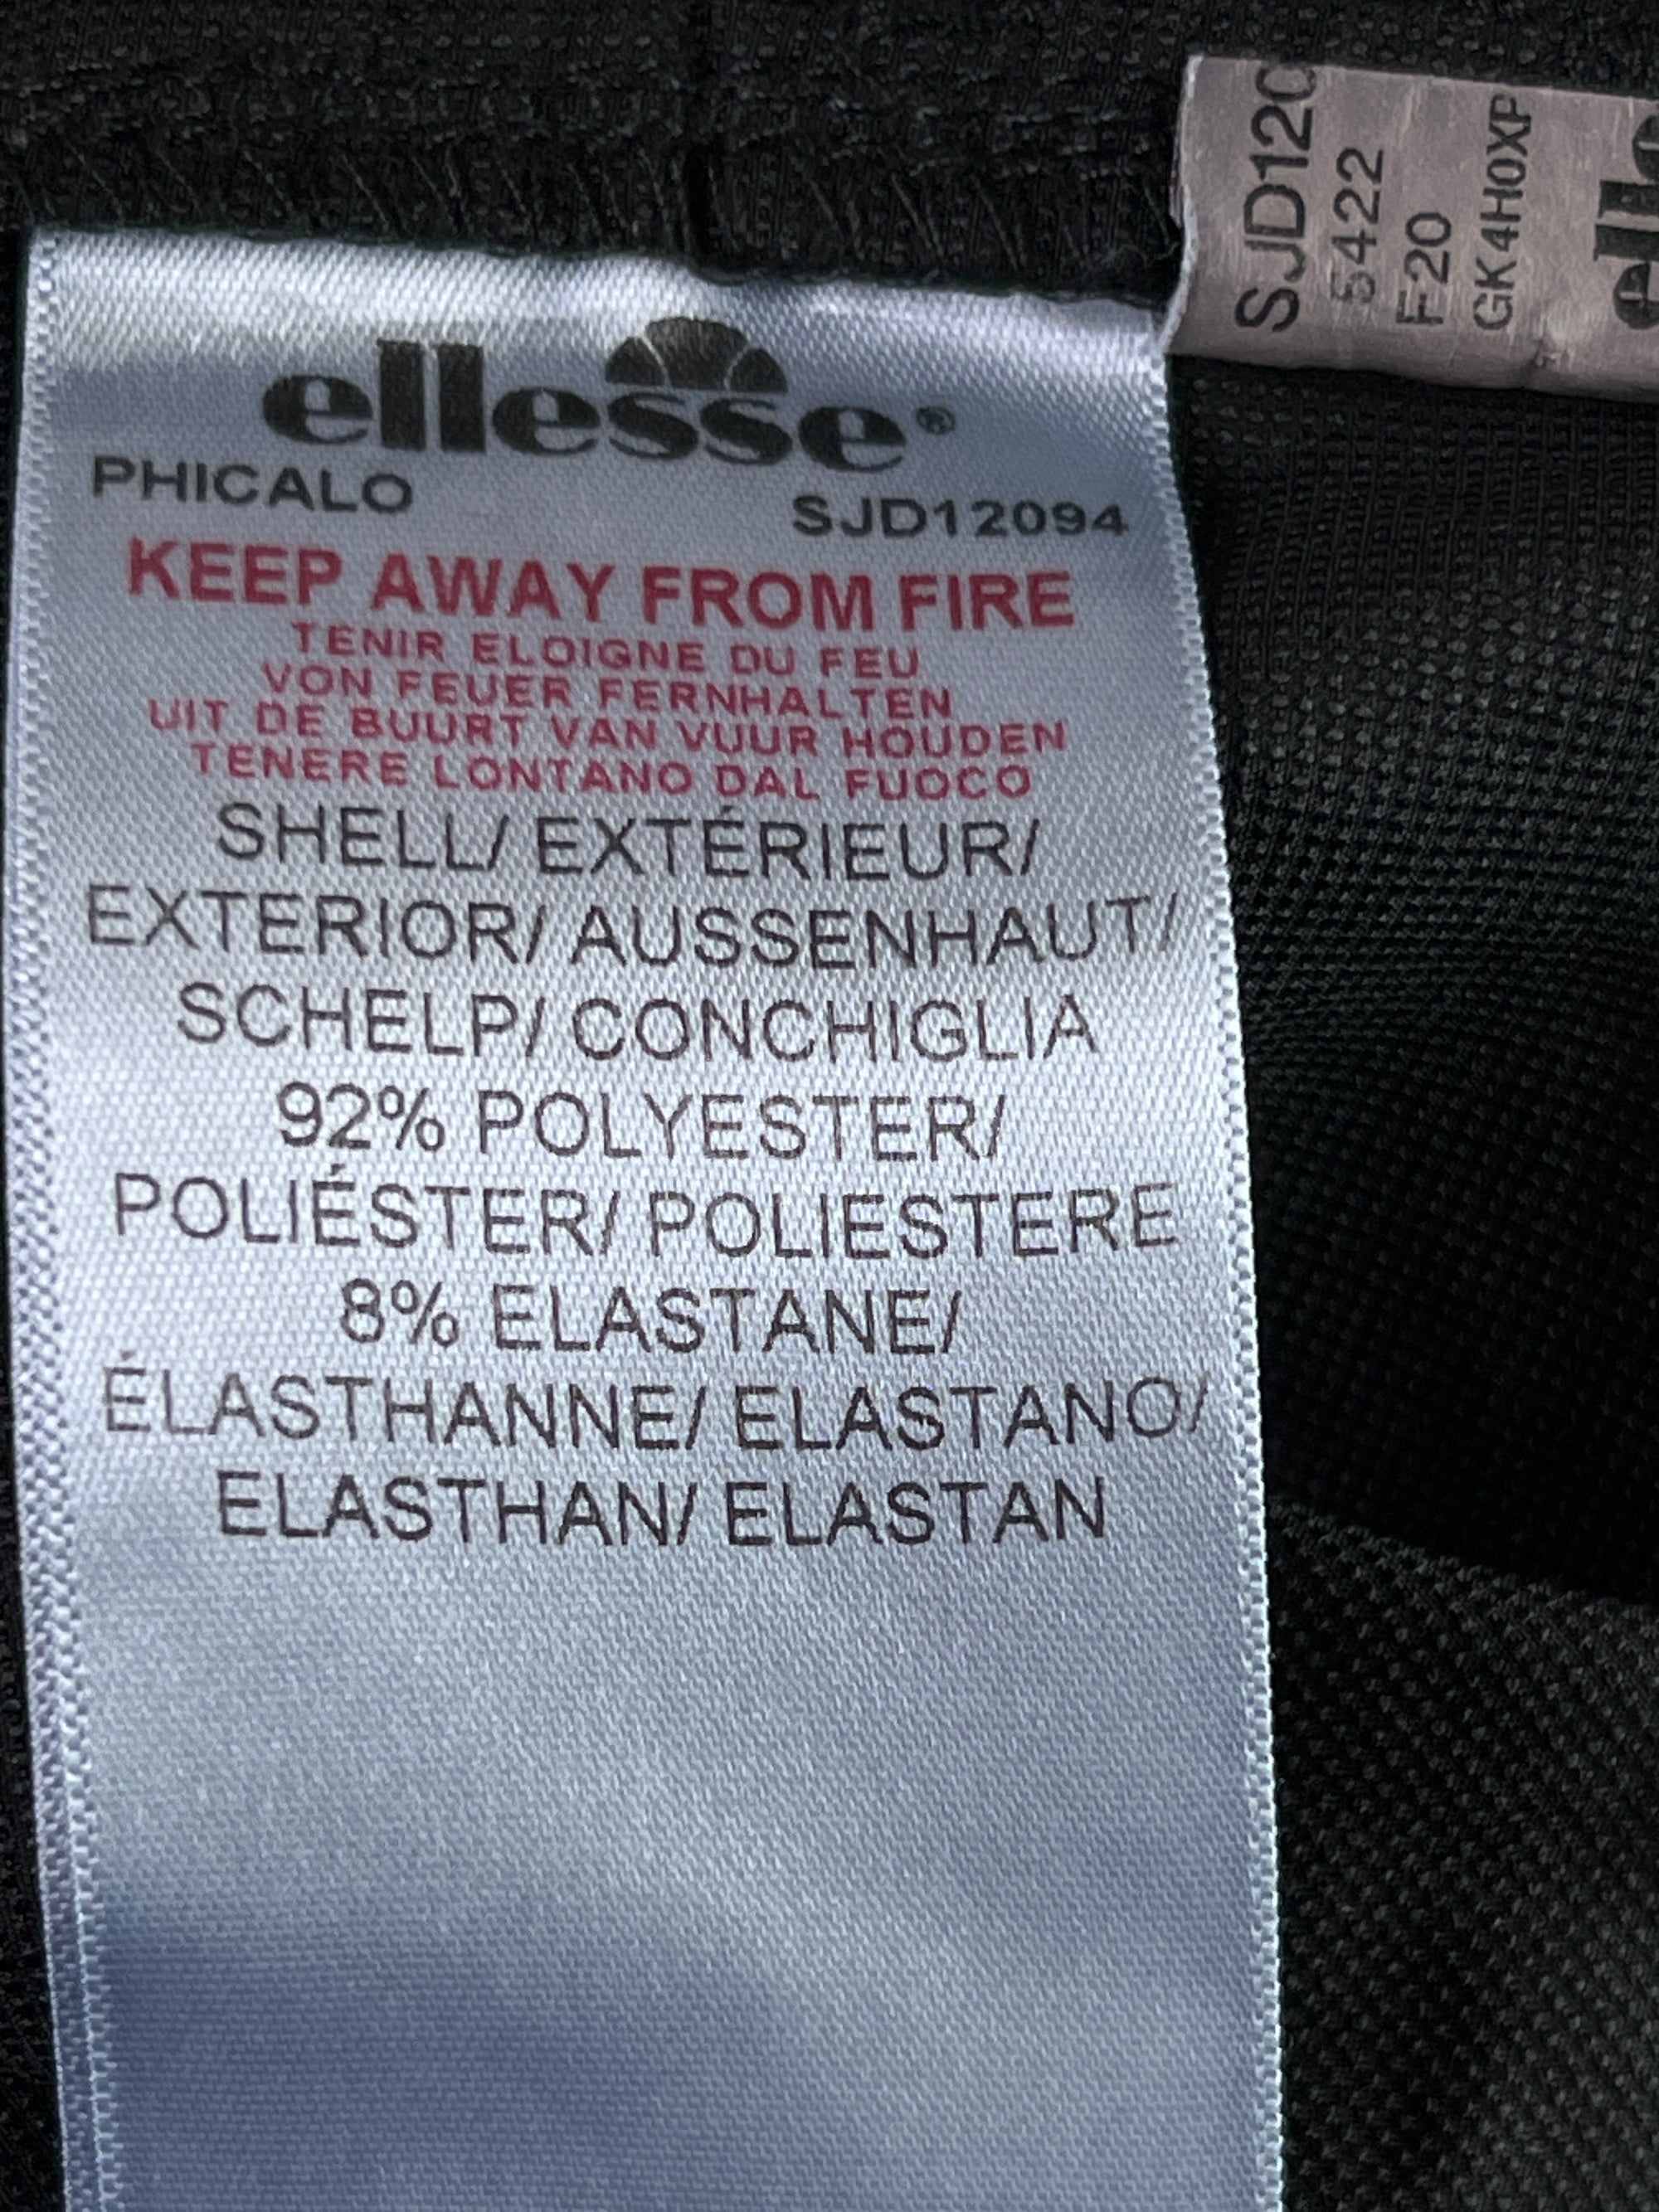 ellesse®
PHICALO SJD12094
KEEP AWAY FROM FIRE
TENIR ELOIGNE DU FEU
VON FEUER FERNHALTEN
UIT DE BUURT VAN VUUR HOUDEN
TENERE LONTANO DAL FUOCO
SHELL/ EXTÉRIEUR/
EXTERIOR/ AUSSENHAUT/
SCHELP/ CONCHIGLIA
92% POLYESTER/
POLIÉSTER/ POLIESTERE
8% ELASTANE/
ÉLASTHANNE/ ELASTANO/
ELASTHAN/ ELASTAN
F20
GK4H0XP